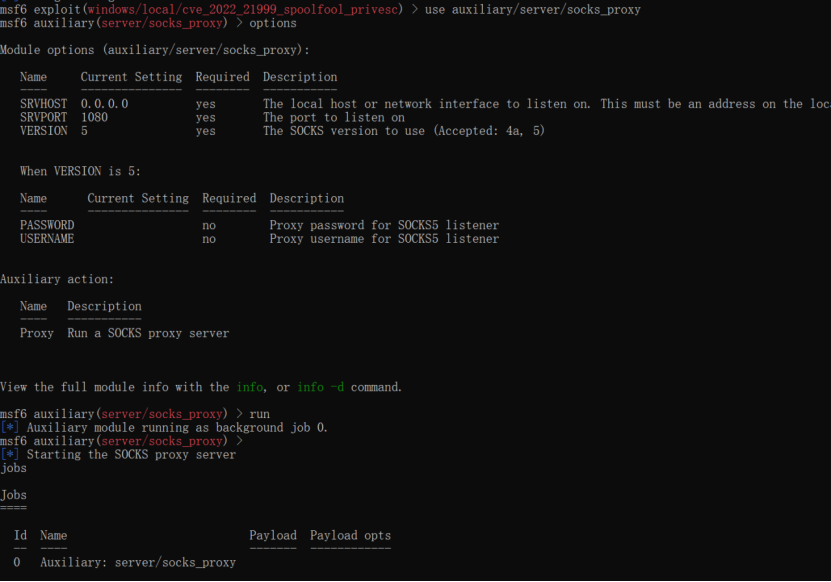 msf6 exploit(windows/local/cve_2022_21999_spoolfool_privesc) > use auxiliary/server/socks_proxy
msf6 auxiliary(server/socks_proxy) > options
Module options (auxiliary/server/socks_proxy):
Name Current Setting Required Description
---- --------------- -------- -----------
SRVHOST 0.0.0.0 yes The local host or network interface to listen on. This must be an address on the loc
SRVPORT 1080 yes The port to listen on
VERSION 5 yes The SOCKS version to use (Accepted: 4a, 5)
When VERSION is 5:
Name Current Setting Required Description
---- --------------- -------- -----------
PASSWORD no Proxy password for SOCKS5 listener
USERNAME no Proxy username for SOCKS5 listener
Auxiliary action:
Name Description
---- -----------
Proxy Run a SOCKS proxy server
View the full module info with the info, or info -d command.
msf6 auxiliary(server/socks_proxy) > run
[*] Auxiliary module running as background job 0.
msf6 auxiliary(server/socks_proxy) >
[*] Starting the SOCKS proxy server
jobs
Jobs
====
Id Name Payload Payload opts
-- ---- ------- ------------
0 Auxiliary: server/socks_proxy